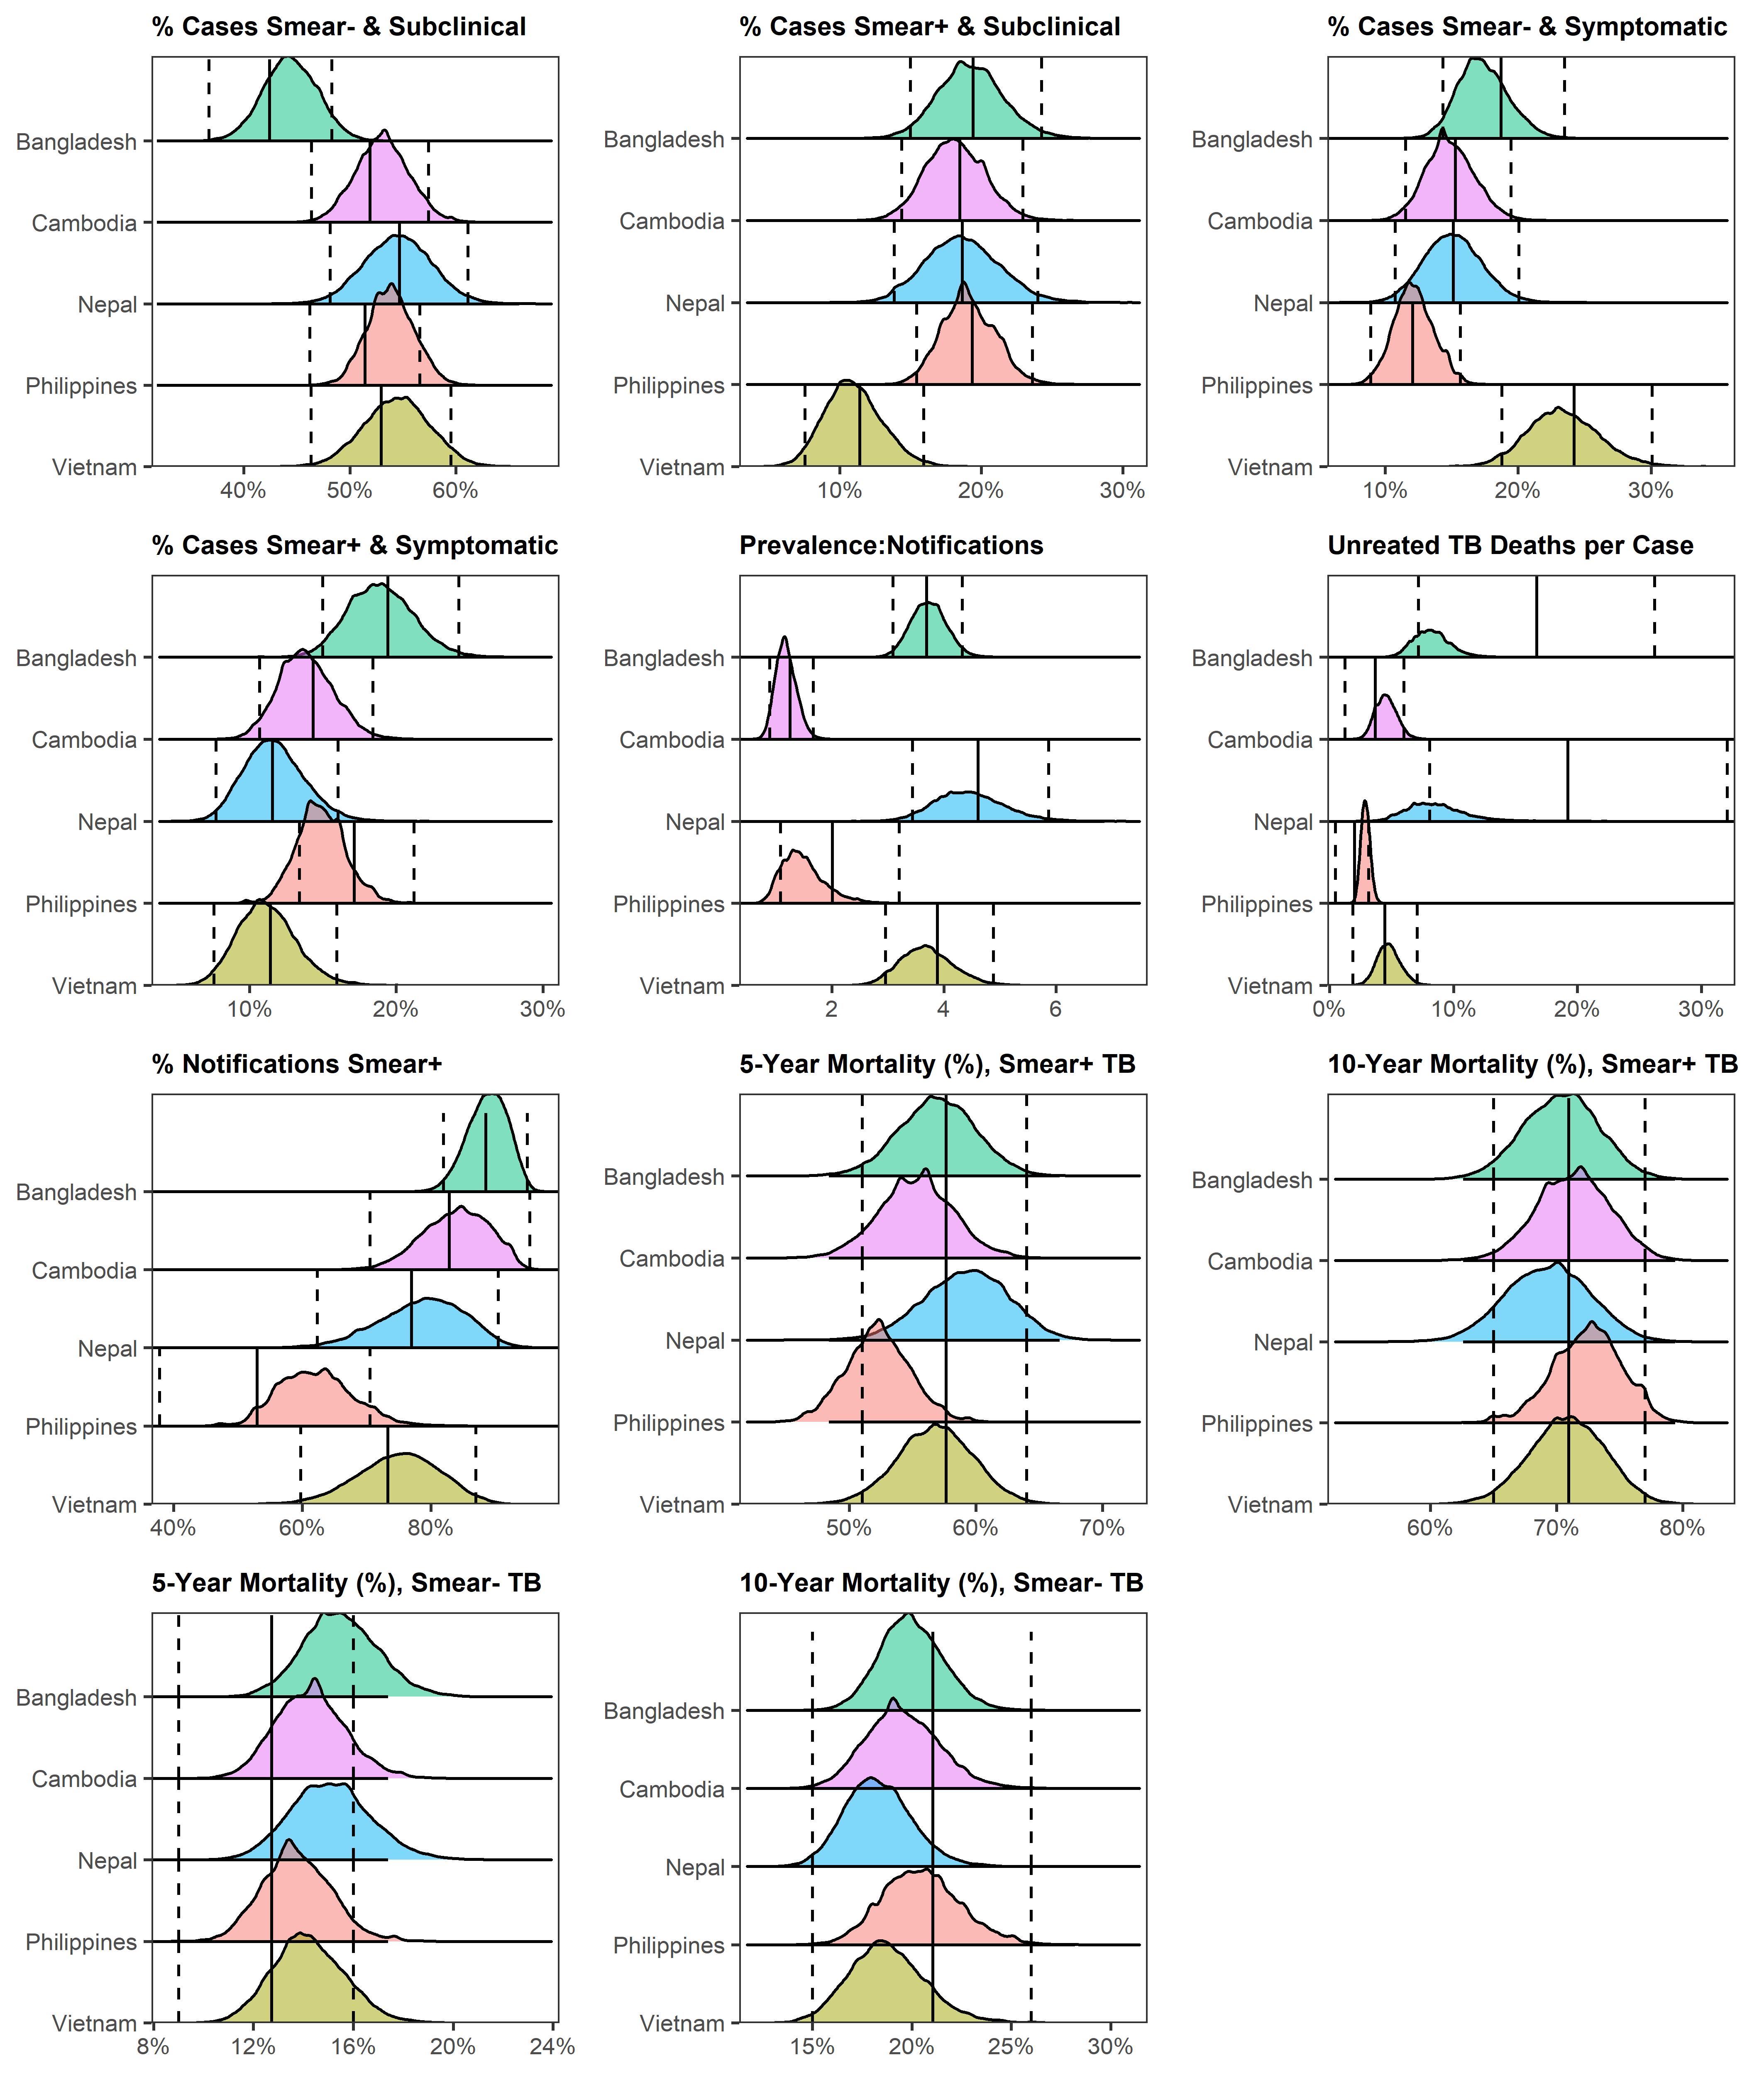 % Cases Smear- & Subclinical
Bangladesh
Cambodia
Nepal
Philippines
Vietnam
40% 50% 60%
% Cases Smear+ & Subclinical
Bangladesh
Cambodia
Nepal
Philippines
Vietnam
10% 20% 30%
% Cases Smear- & Symptomatic
Bangladesh
Cambodia
Nepal
Philippines
Vietnam
10% 20% 30%
% Cases Smear+ & Symptomatic
Bangladesh
Cambodia
Nepal
Philippines
Vietnam
10% 20% 30%
Prevalence:Notifications
Bangladesh
Cambodia
Nepal
Philippines
Vietnam
2 4 6
Unreated TB Deaths per Case
Bangladesh
Cambodia
Nepal
Philippines
Vietnam
0% 10% 20% 30%
% Notifications Smear+
Bangladesh
Cambodia
Nepal
Philippines
Vietnam
40% 60% 80%
5-Year Mortality (%), Smear+ TB
Bangladesh
Cambodia
Nepal
Philippines
Vietnam
50% 60% 70%
10-Year Mortality (%), Smear+ TB
Bangladesh
Cambodia
Nepal
Philippines
Vietnam
60% 70% 80%
5-Year Mortality (%), Smear- TB
Bangladesh
Cambodia
Nepal
Philippines
Vietnam
8% 12% 16% 20% 24%
10-Year Mortality (%), Smear- TB
Bangladesh
Cambodia
Nepal
Philippines
Vietnam
15% 20% 25% 30%